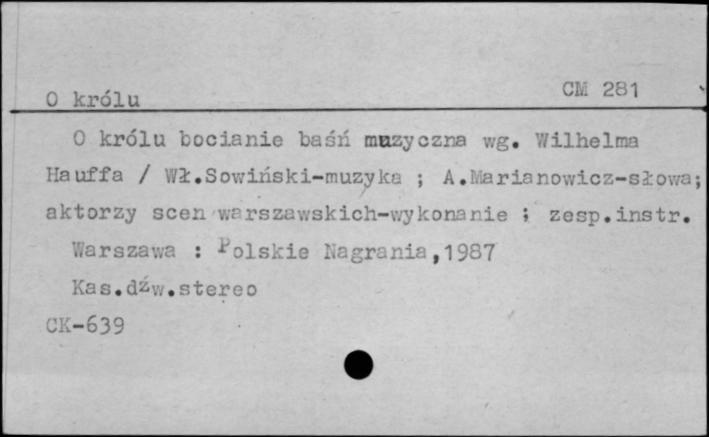 CM 281
O królu
O królu bocianie baśń muzyczna wg. Wilhelma
Hauffa / Wł.Sowiński-muzyka ; A.Marianowicz-słowa;
aktorzy scen warszawskich-wykonanie ; zesp.instr.
Warszawa : Polskie Nagrania,1987
Kas.dźw.stereo
CK-639